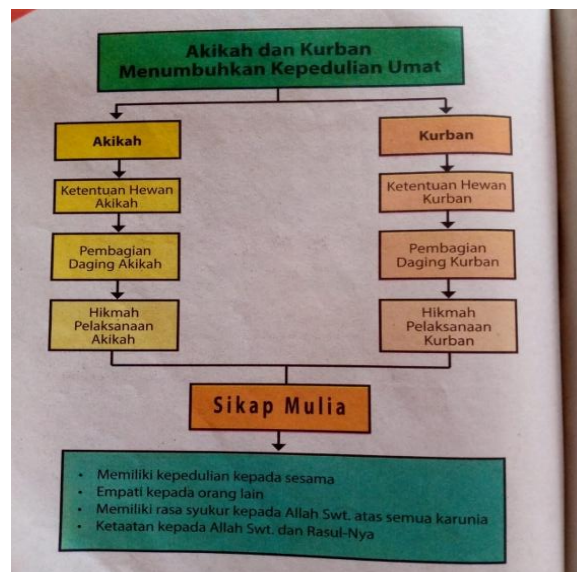 Akikah dan Kurban
Menumbuhkan Kepedulian Umat
Akikah
Ketentuan Hewan
Akikah
Pembagian
Daging Akikah
Hikmah
Pelaksanaan
Akikah
Kurban
Ketentuan Hewan
Kurban
Pembagian
Daging Kurban
Hikmah
Pelaksanaan
Kurban
Sikap Mulia
• Memiliki kepedulian kepada sesama
• Empati kepada orang lain
• Memiliki rasa syukur kepada Allah Swt. atas semua karunia
• Ketaatan kepada Allah Swt. dan Rasul-Nya